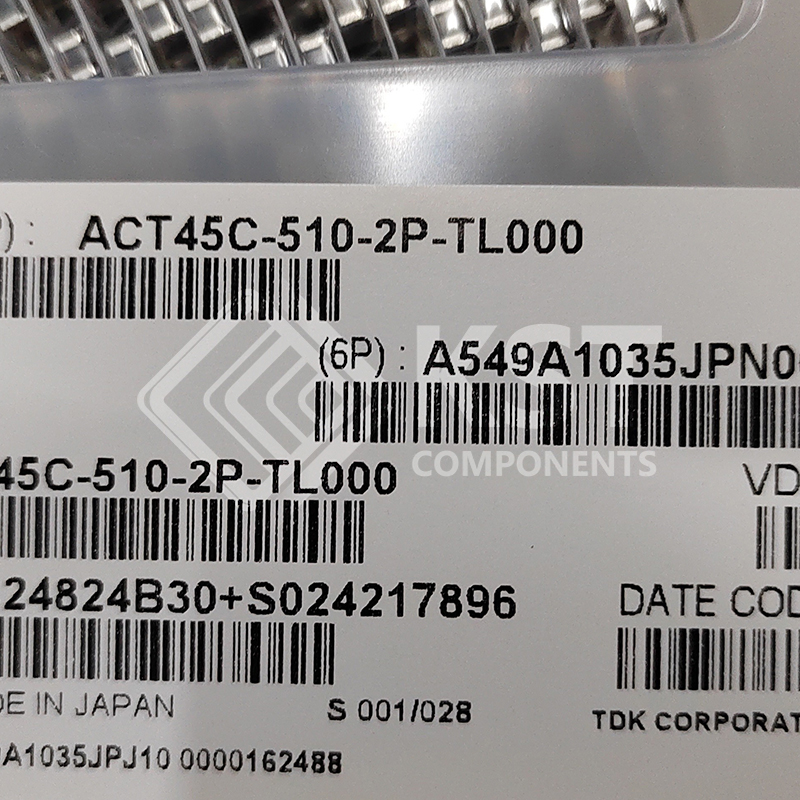 ) : ACT45C-510-2P-TL000
(6P) : A549A1035JPN0
KST
COMPONENTS
45C-510-2P-TL000
VD
24824B30+S024217896
DATE COD
DE IN JAPAN
S 001/028
TDK CORPORAT
A1035JPJ10 0000162488